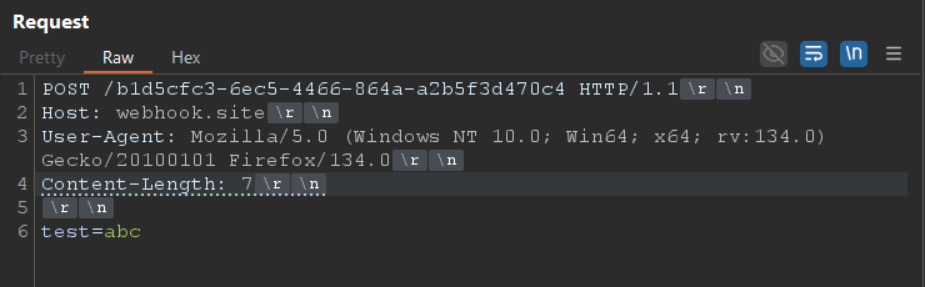 Request
Pretty Raw Hex \n
1 POST /b1d5cfc3-6ec5-4466-864a-a2b5f3d470c4 HTTP/1.1 \r \n
2 Host: webhook.site \r \n
3 User-Agent: Mozilla/5.0 (Windows NT 10.0; Win64; x64; rv:134.0)
Gecko/20100101 Firefox/134.0 \r \n
4 Content-Length: 7 \r \n
5 \r \n
6 test=abc